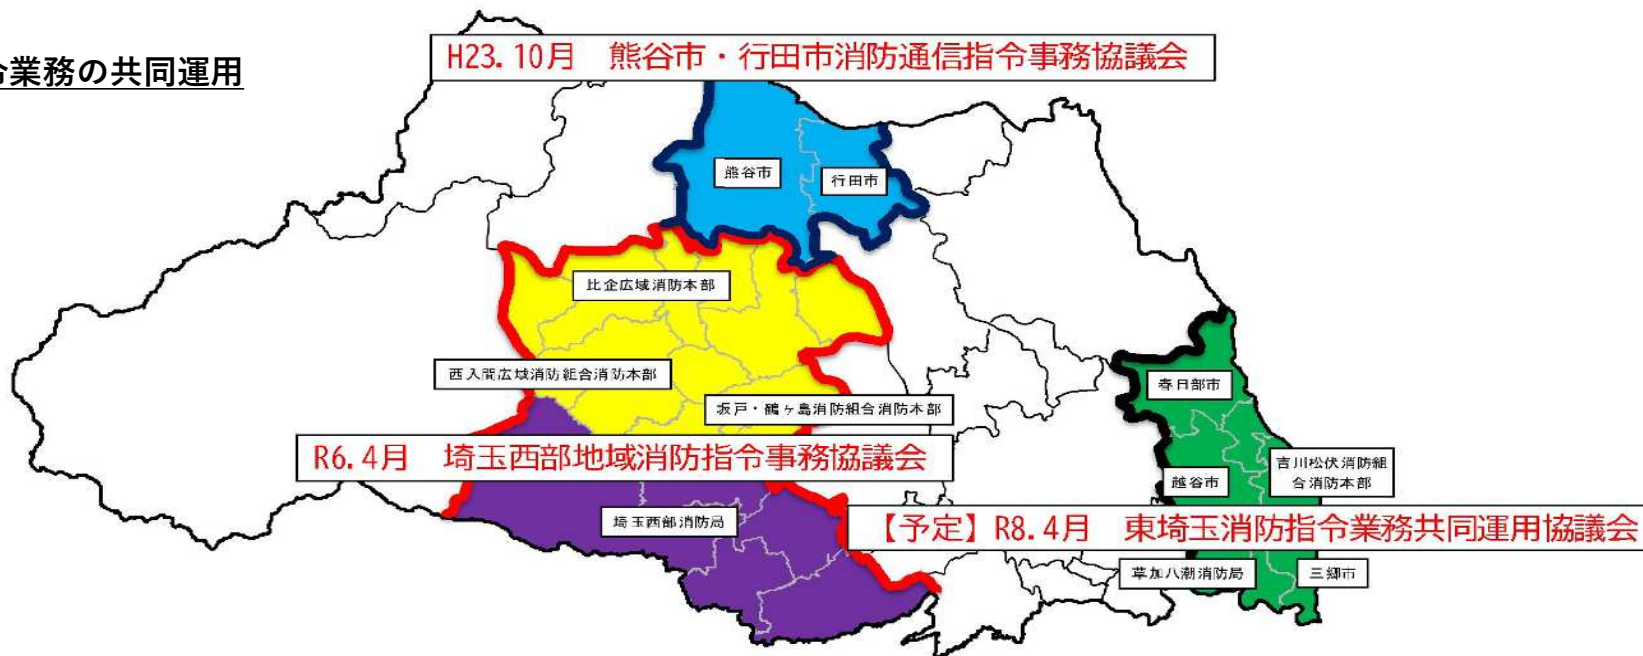 令業務の共同運用
H23.10月　熊谷市・行田市消防通信指令事務協議会
熊谷市
行田市
比企広域消防本部
西入間広域消防組合消防本部
坂戸・鶴ヶ島消防組合消防本部
R6.4月　埼玉西部地域消防指令事務協議会
埼玉西部消防局
春日部市
越谷市
吉川松伏消防組
合消防本部
【予定】R8.4月　東埼玉消防指令業務共同運用協議会
草加八潮消防局
三郷市